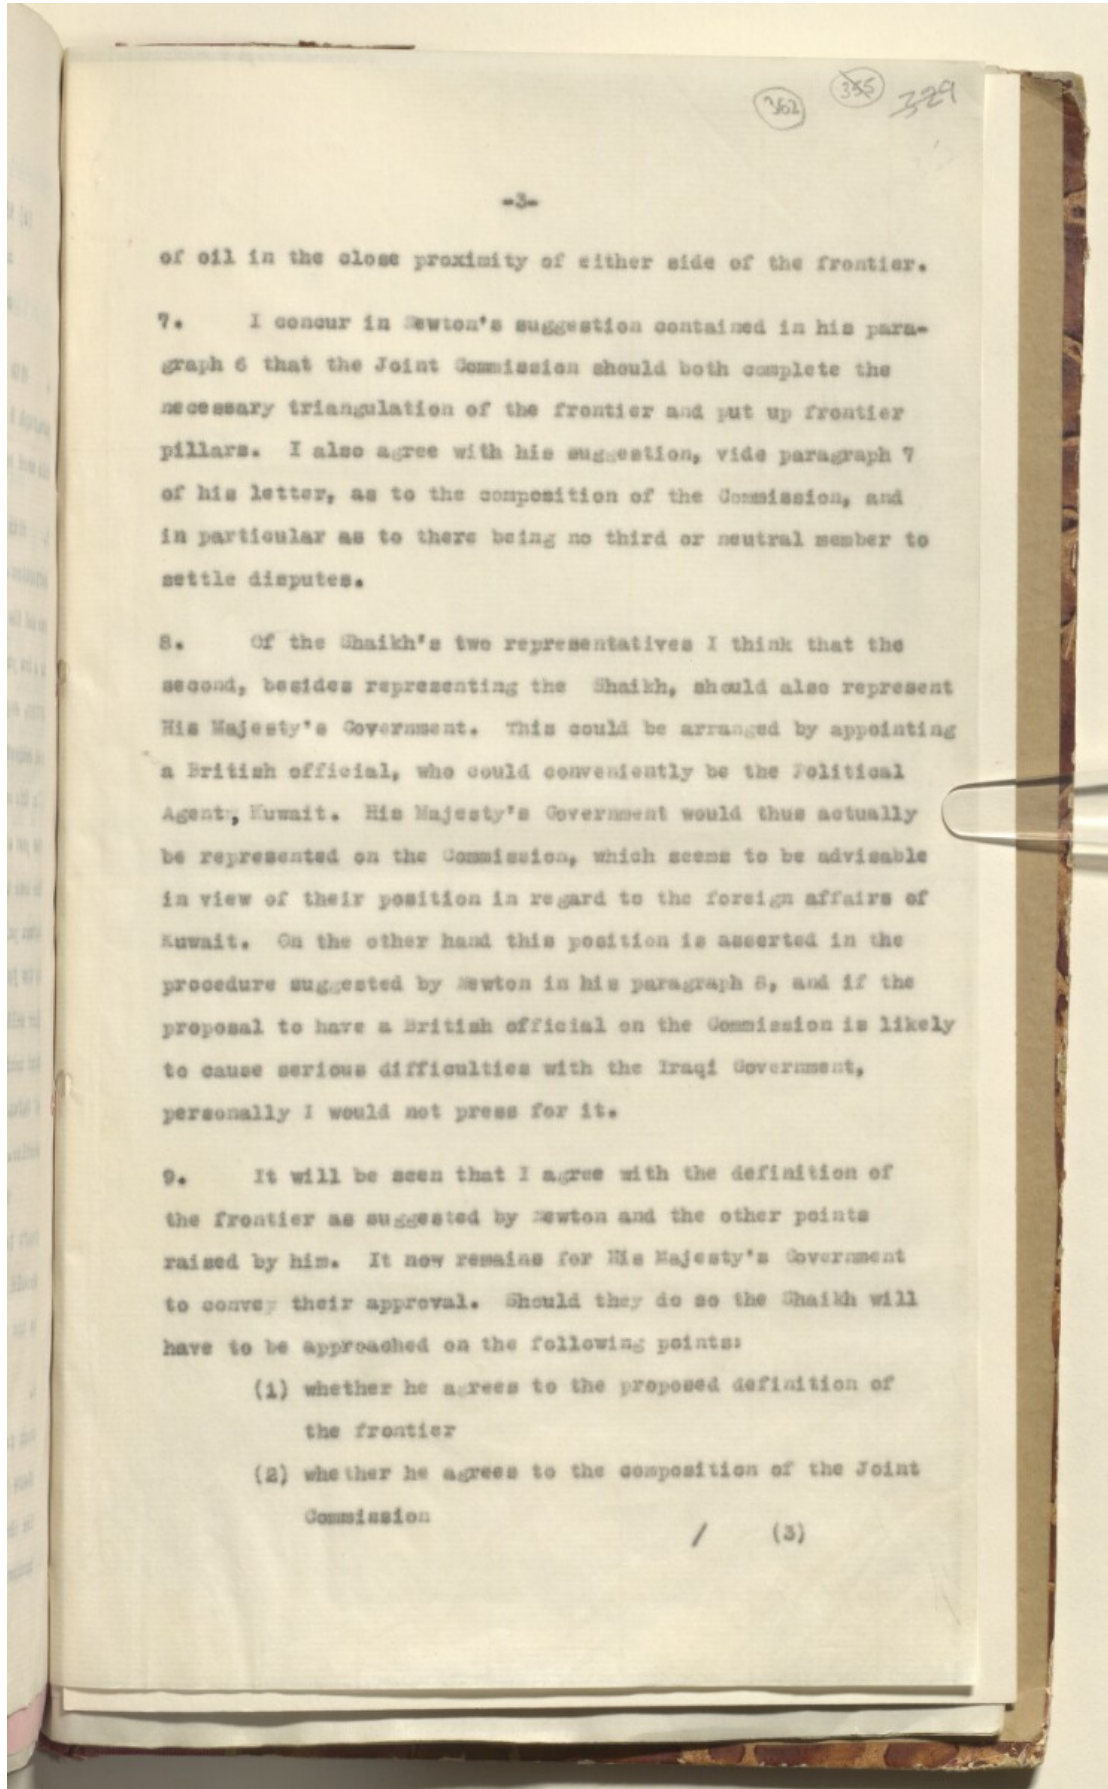 362 355 329
-3-
of oil in the close proximity of either side of the frontier.
7. I concur in Newton's suggestion contained in his para-
graph 6 that the Joint Commission should both complete the
necessary triangulation of the frontier and put up frontier
pillars. I also agree with his suggestion, vide paragraph 7
of his letter, as to the composition of the Commission, and
in particular as to there being no third or neutral member to
settle disputes.
8. Of the Shaikh's two representatives I think that the
second, besides representing the Shaikh, should also represent
His Majesty's Government. This could be arranged by appointing
a British official, who could conveniently be the Political
Agent, Kuwait. His Majesty's Government would thus actually
be represented on the Commission, which seems to be advisable
in view of their position in regard to the foreign affairs of
Kuwait. On the other hand this position is asserted in the
procedure suggested by Newton in his paragraph 8, and if the
proposal to have a British official on the Commission is likely
to cause serious difficulties with the Iraqi Government,
personally I would not press for it.
9. It will be seen that I agree with the definition of
the frontier as suggested by Newton and the other points
raised by him. It now remains for His Majesty's Government
to convey their approval. Should they do so the Shaikh will
have to be approached on the following points:
(1) whether he agrees to the proposed definition of
the frontier
(2) whether he agrees to the composition of the Joint
Commission
/ (3)